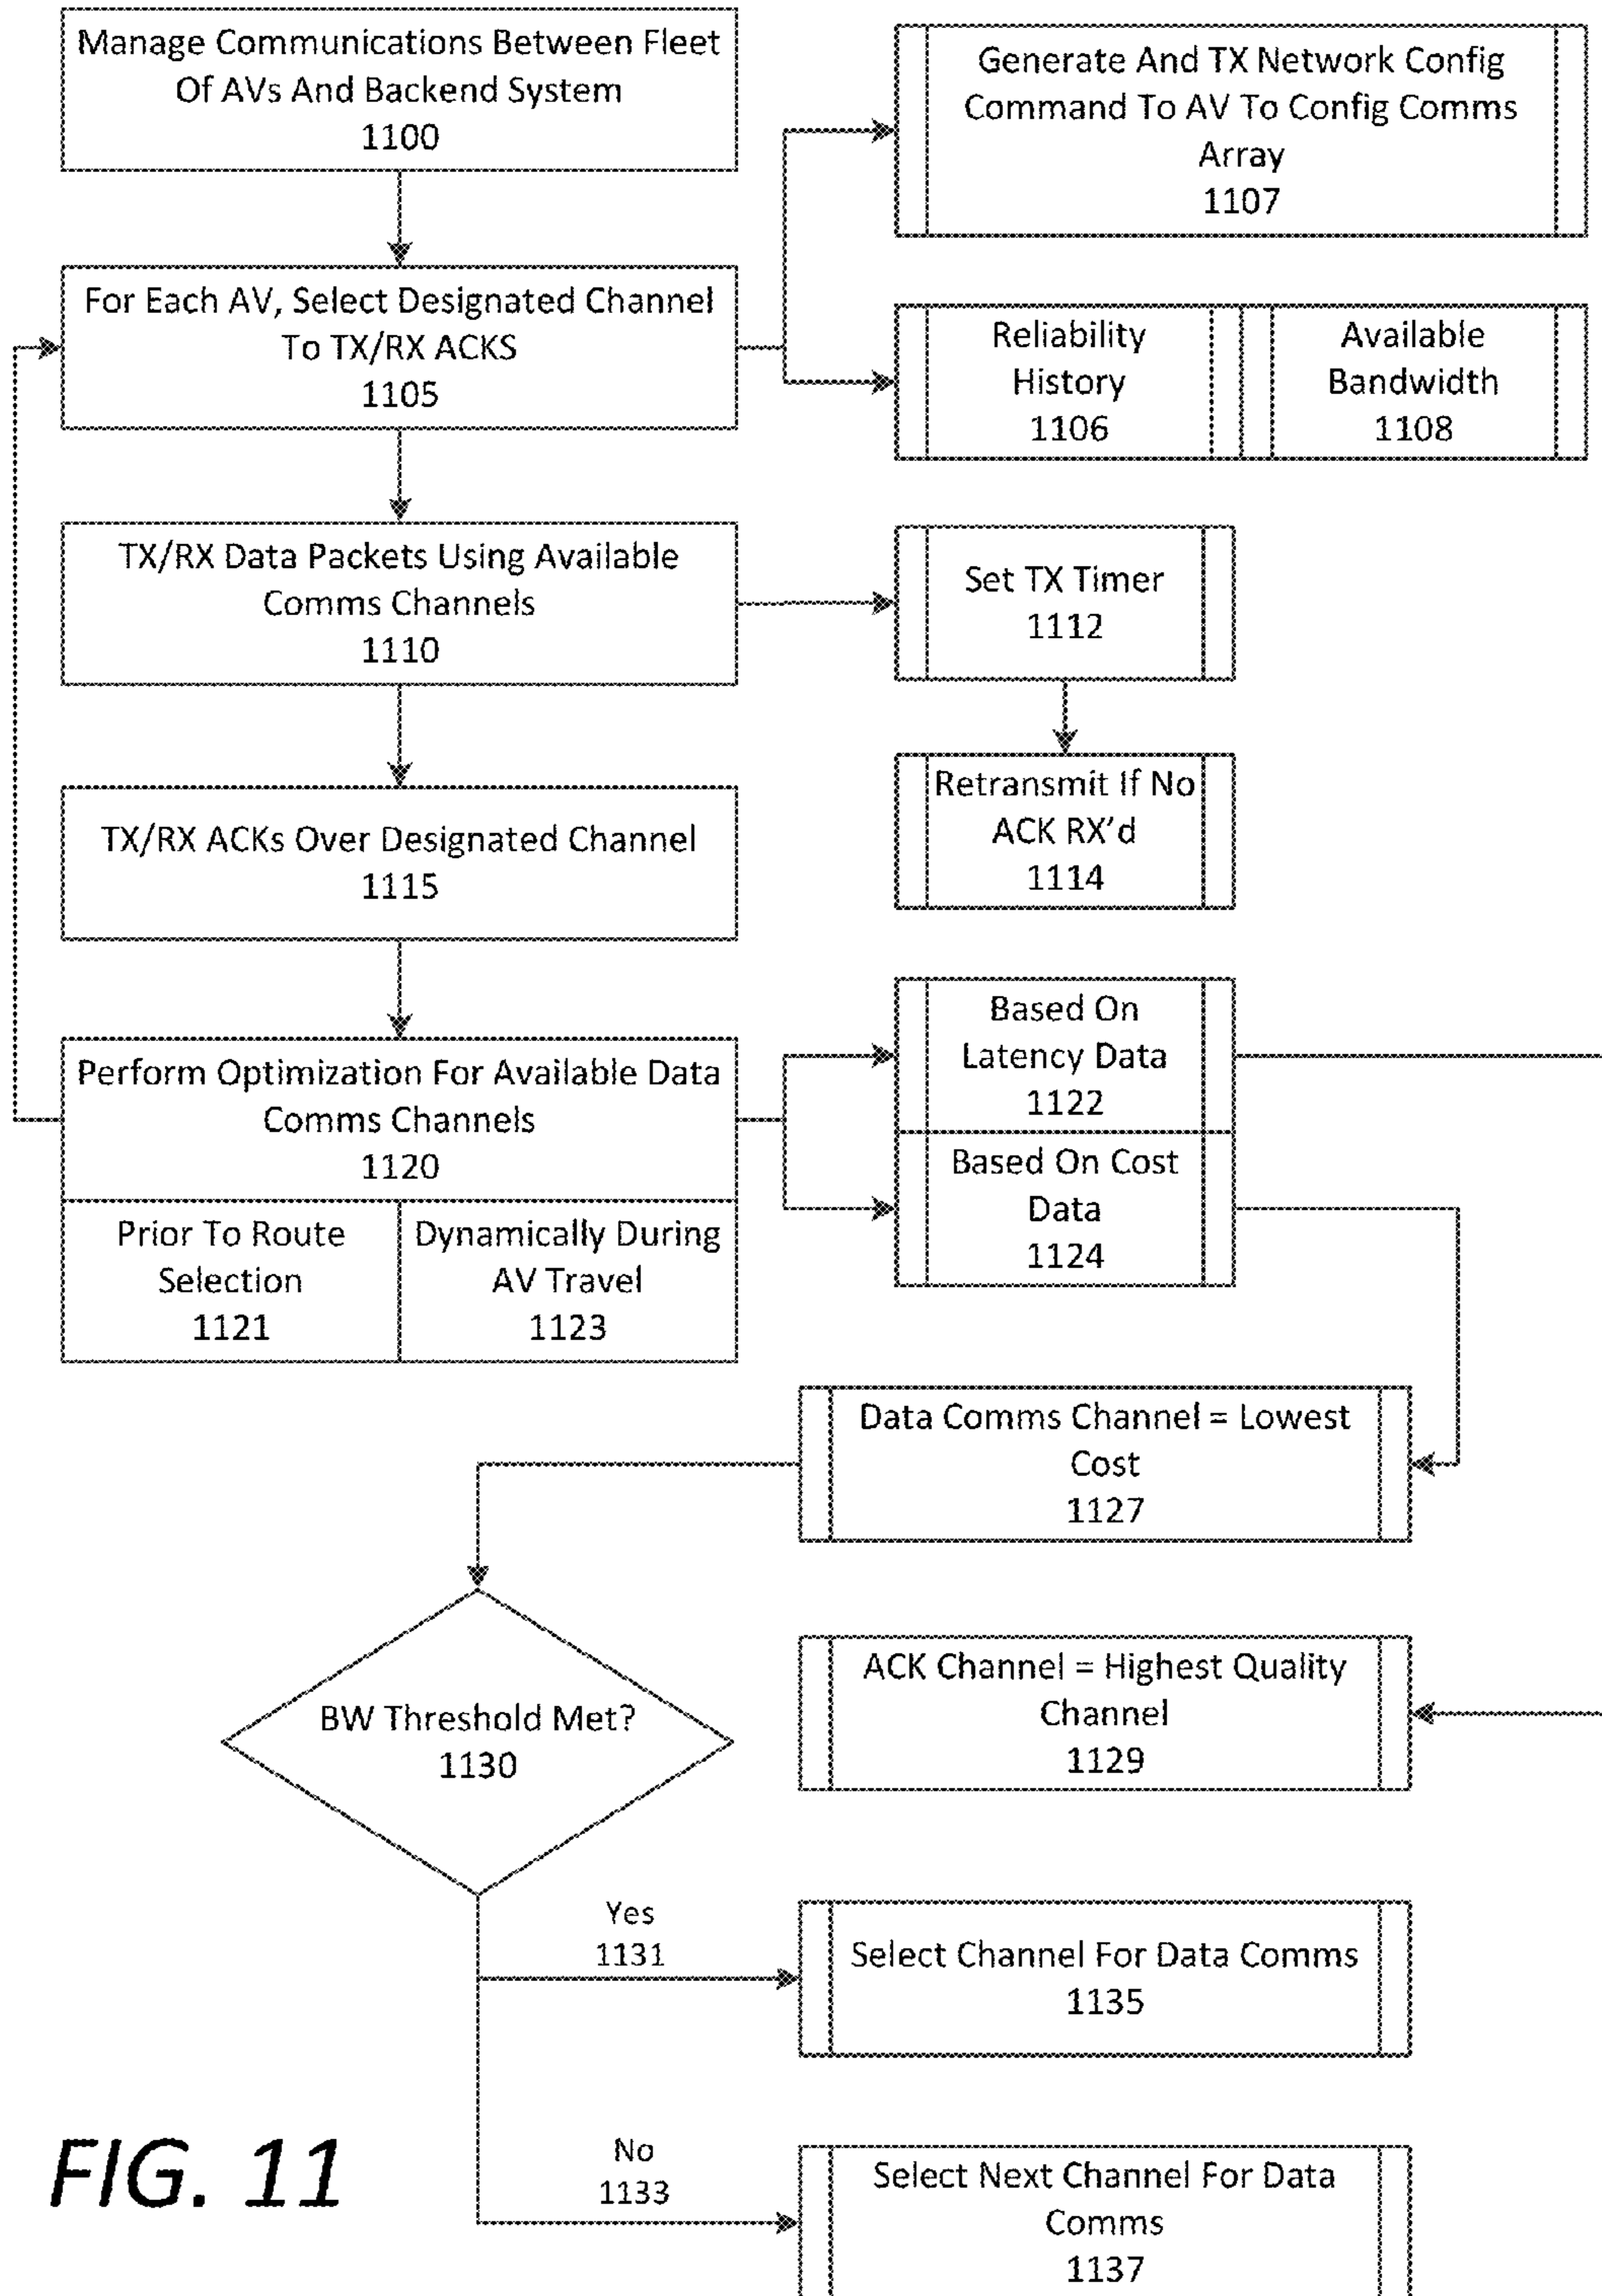 Manage Communications Between Fleet
Of AVs And Backend System
1100
Generate And TX Network Config
Command To AV To Config Comms
Array
1107
For Each AV, Select Designated Channel
To TX/RX ACKS
1105
Reliability
History
1106
Available
Bandwidth
1108
TX/RX Data Packets Using Available
Comms Channels
1110
Set TX Timer
1112
Retransmit If No
ACK RX'd
1114
TX/RX ACKs Over Designated Channel
1115
Perform Optimization For Available Data
Comms Channels
1120
Prior To Route
Selection
1121
Dynamically During
AV Travel
1123
Based On
Latency Data
1122
Based On Cost
Data
1124
Data Comms Channel = Lowest
Cost
1127
BW Threshold Met?
1130
ACK Channel = Highest Quality
Channel
1129
Yes
1131
Select Channel For Data Comms
1135
No
1133
Select Next Channel For Data
Comms
1137
FIG. 11